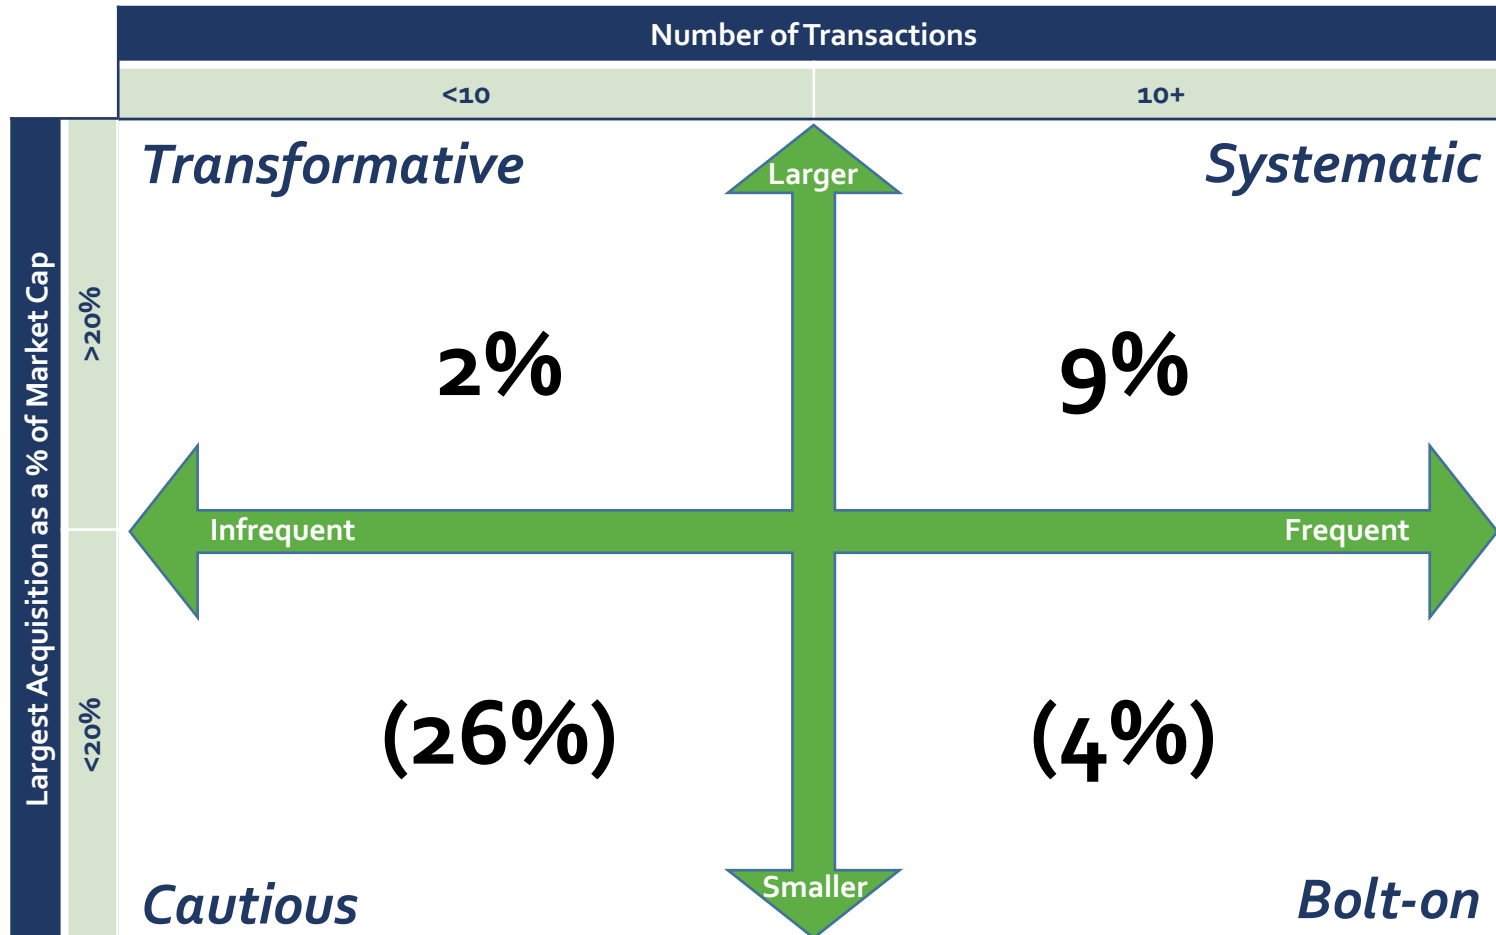 Number of Transactions
<10
10+
Largest Acquisition as a % of Market Cap
>20%
<20%
Transformative
Larger
Systematic
2%
9%
Infrequent
Frequent
(26%)
(4%)
Cautious
Smaller
Bolt-on